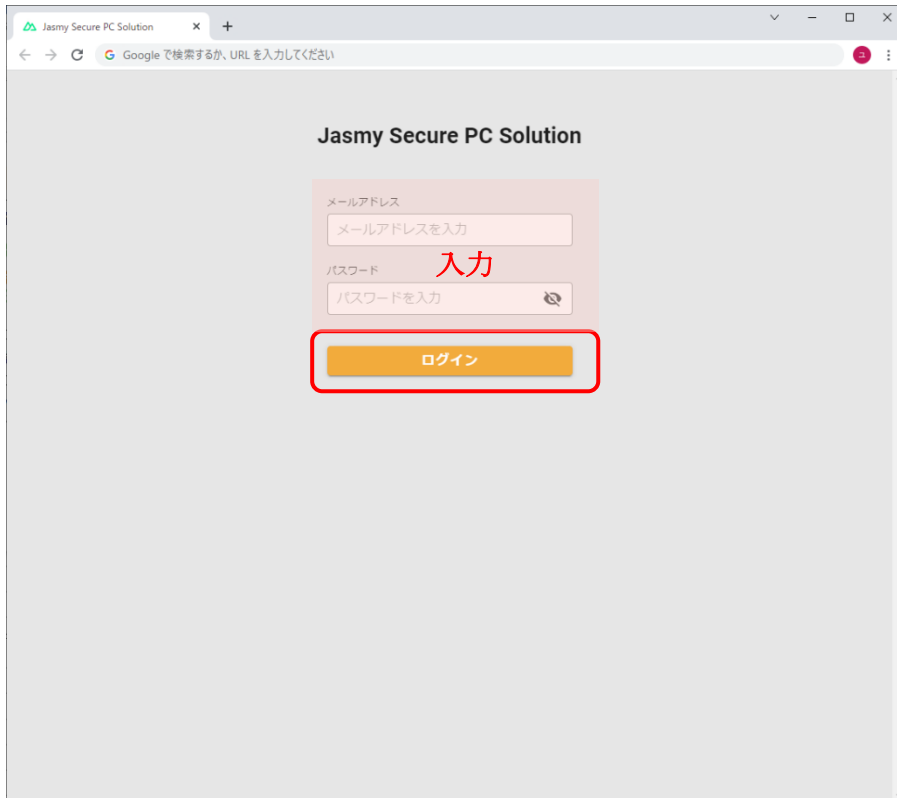 Jasmy Secure PC Solution
Google で検索するか、URL を入力してください
ユ
Jasmy Secure PC Solution
メールアドレス
メールアドレスを入力
入力
パスワード
パスワードを入力
ログイン